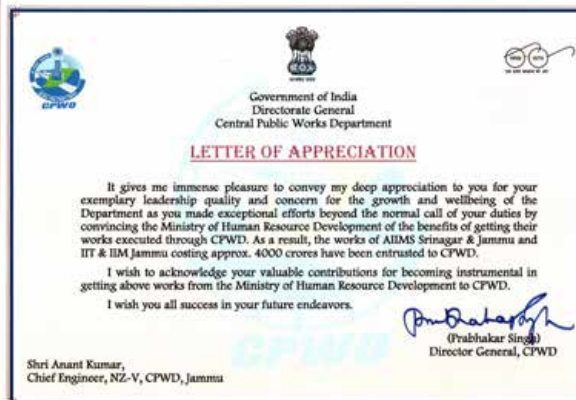 CPWD
Government of India
Directorate General
Central Public Works Department
LETTER OF APPRECIATION
It gives me immense pleasure to convey my deep appreciation to you for your
exemplary leadership quality and concern for the growth and wellbeing of the
Department as you made exceptional efforts beyond the normal call of your duties by
convincing the Ministry of Human Resource Development of the benefits of getting their
works executed through CPWD. As a result, the works of AIIMS Srinagar & Jammu and
IIT & IIM Jammu costing approx. 4000 crores have been entrusted to CPWD.
I wish to acknowledge your valuable contributions for becoming instrumental in
getting above works from the Ministry of Human Resource Development to CPWD.
I wish you all success in your future endeavors.
CPWD
(Prabhakar Singh)
Director General, CPWD
Shri Anant Kumar,
Chief Engineer, NZ-V, CPWD, Jammu